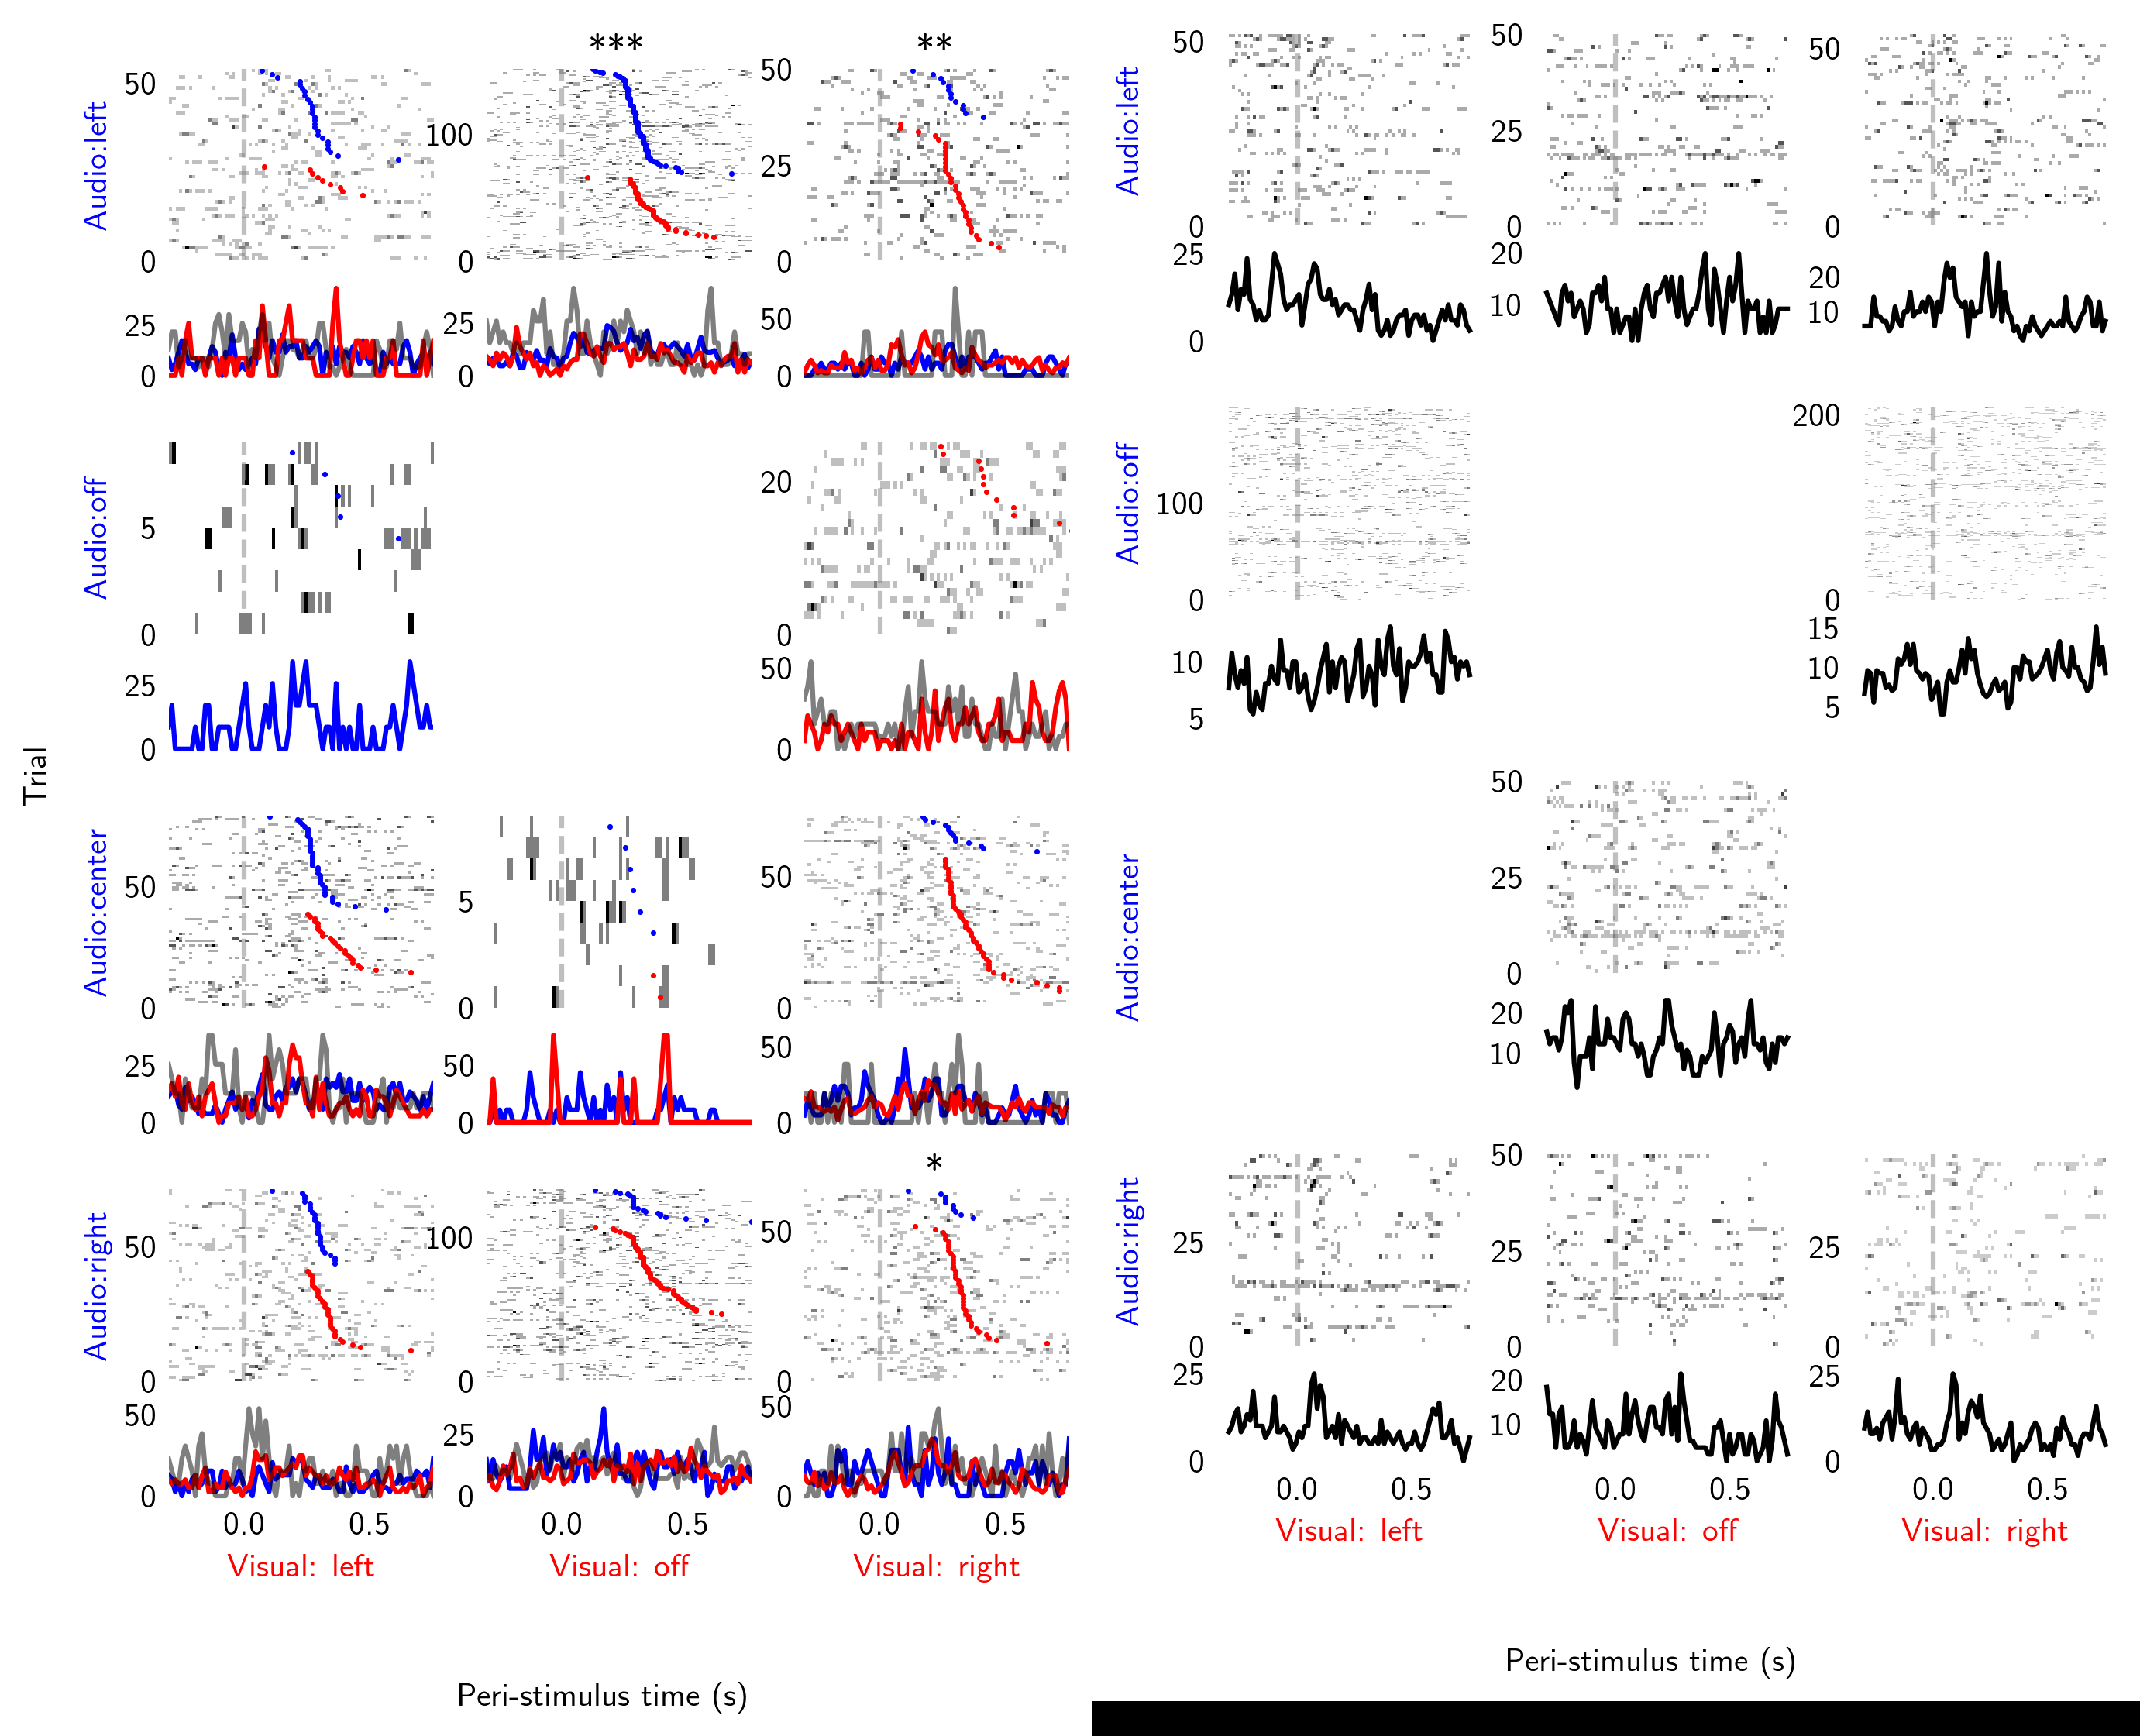 *** **
50 100 50 25 50 50 25 50
0 0 0 0 0 0
Audio:left Audio:left
25 25 50 25 20 20
0 0 0 0 10 10
5 20 100 200
0 0 0 0
Audio:off Audio:off
25 50 10 15 10
0 0 5 5
Trial
50 5 50 50 25
0 0 0 0
Audio:center Audio:center
25 50 50 20
0 0 0 10
*
50 100 50 25 50 25 25
0 0 0 0 0 0
Audio:right Audio:right
50 25 50 25 20 25
0 0 0 0 10 0
0.0 0.5 0.0 0.5 0.0 0.5 0.0 0.5 0.0 0.5 0.0 0.5
Visual: left Visual: off Visual: right Visual: left Visual: off Visual: right
Peri-stimulus time (s) Peri-stimulus time (s)